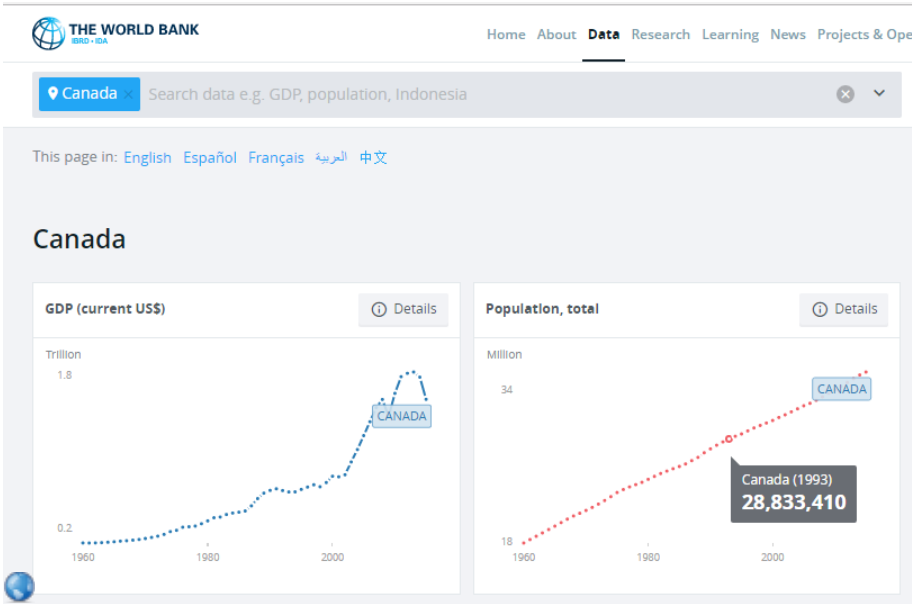 THE WORLD BANK
IBRD • IDA
Home About Data Research Learning News Projects & Ope
Canada × Search data e.g. GDP, population, Indonesia
This page in: English Español Français العربية 中文
Canada
GDP (current US$) Details
Trillion
1.8
CANADA
0.2
1960 1980 2000
Population, total Details
Million
34
CANADA
Canada (1993)
28,833,410
18
1960 1980 2000